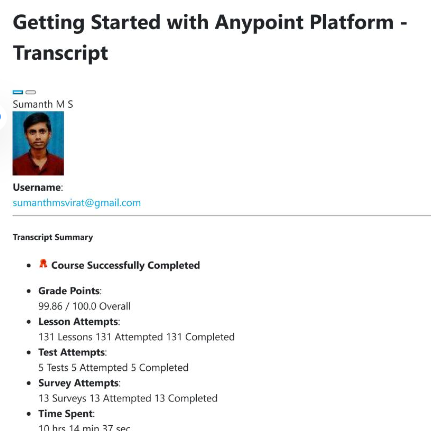 Getting Started with Anypoint Platform -
Transcript
Sumanth M S
Username:
sumanthmsvirat@gmail.com
Transcript Summary
Course Successfully Completed
Grade Points:
99.86 / 100.0 Overall
Lesson Attempts:
131 Lessons 131 Attempted 131 Completed
Test Attempts:
5 Tests 5 Attempted 5 Completed
Survey Attempts:
13 Surveys 13 Attempted 13 Completed
Time Spent:
10 hrs 14 min 37 sec